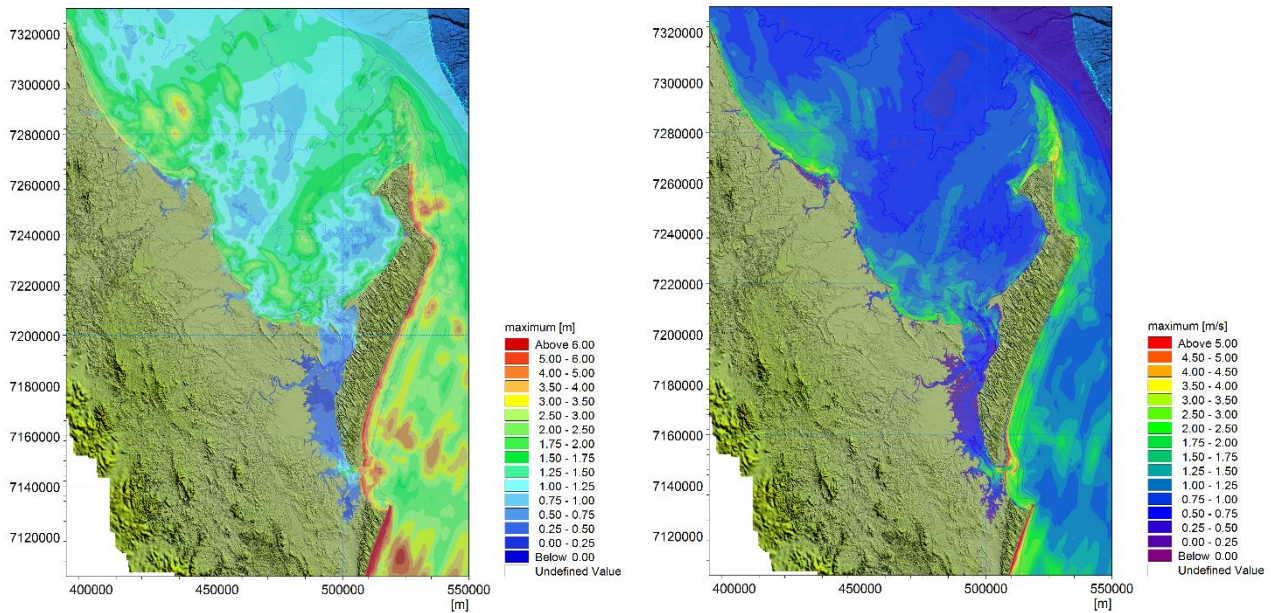 7320000
7300000
7280000
7260000
7240000
7220000
7200000
7180000
7160000
7140000
7120000
400000 450000 500000 550000
[m]
maximum [m]
Above 6.00
5.00 - 6.00
4.00 - 5.00
3.50 - 4.00
3.00 - 3.50
2.50 - 3.00
2.00 - 2.50
1.75 - 2.00
1.50 - 1.75
1.25 - 1.50
1.00 - 1.25
0.75 - 1.00
0.50 - 0.75
0.25 - 0.50
0.00 - 0.25
Below 0.00
Undefined Value
7320000
7300000
7280000
7260000
7240000
7220000
7200000
7180000
7160000
7140000
7120000
400000 450000 500000 550000
[m]
maximum [m/s]
Above 5.00
4.50 - 5.00
4.00 - 4.50
3.50 - 4.00
3.00 - 3.50
2.50 - 3.00
2.00 - 2.50
1.75 - 2.00
1.50 - 1.75
1.25 - 1.50
1.00 - 1.25
0.75 - 1.00
0.50 - 0.75
0.25 - 0.50
0.00 - 0.25
Below 0.00
Undefined Value